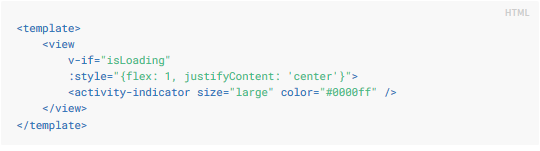 HTML
<template>
    <view
        v-if="isLoading"
        :style="{flex: 1, justifyContent: 'center'}">
        <activity-indicator size="large" color="#0000ff" />
    </view>
</template>